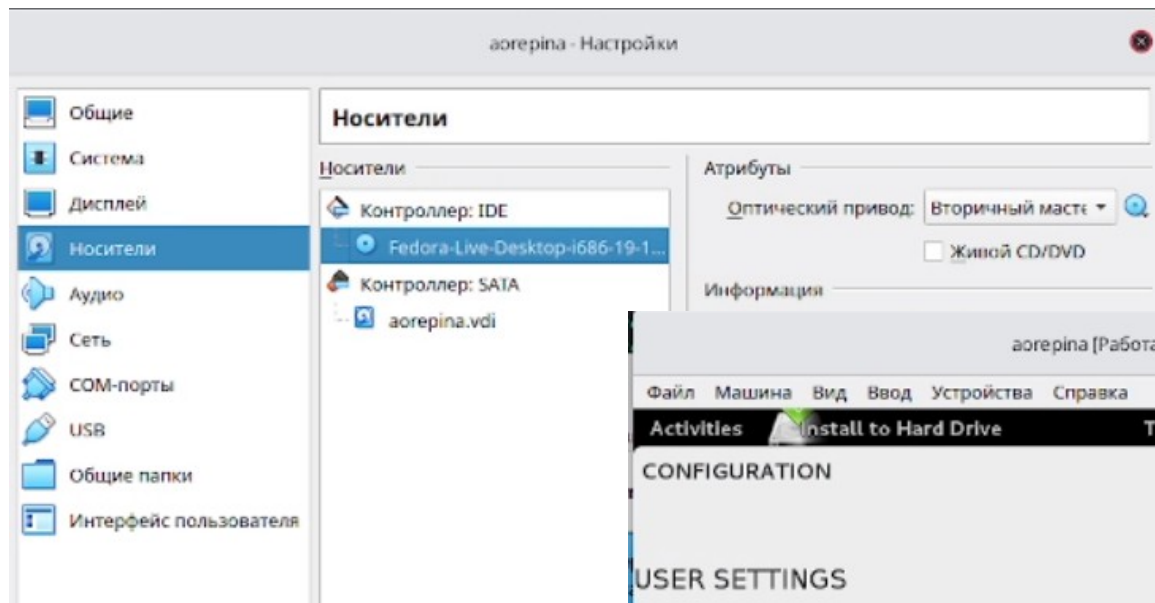 aorepina - Настройки
Общие
Система
Дисплей
Носители
Аудио
Сеть
COM-порты
USB
Общие папки
Интерфейс пользователя
Носители
Носители
Контроллер: IDE
Fedora-Live-Desktop-i686-19-1...
Контроллер: SATA
aorepina.vdi
Атрибуты
Оптический привод: Вторичный масте
Живой CD/DVD
Информация
aorepina [Работа
Файл Машина Вид Ввод Устройства Справка
Activities Install to Hard Drive T
CONFIGURATION
USER SETTINGS